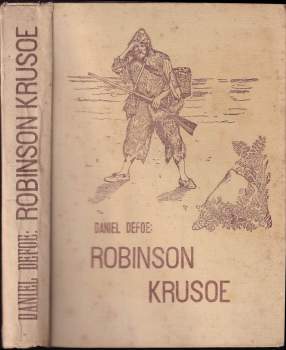 DANIEL DEFOE: ROBINSON KRUSOE
DANIEL DEFOE:
ROBINSON
KRUSOE